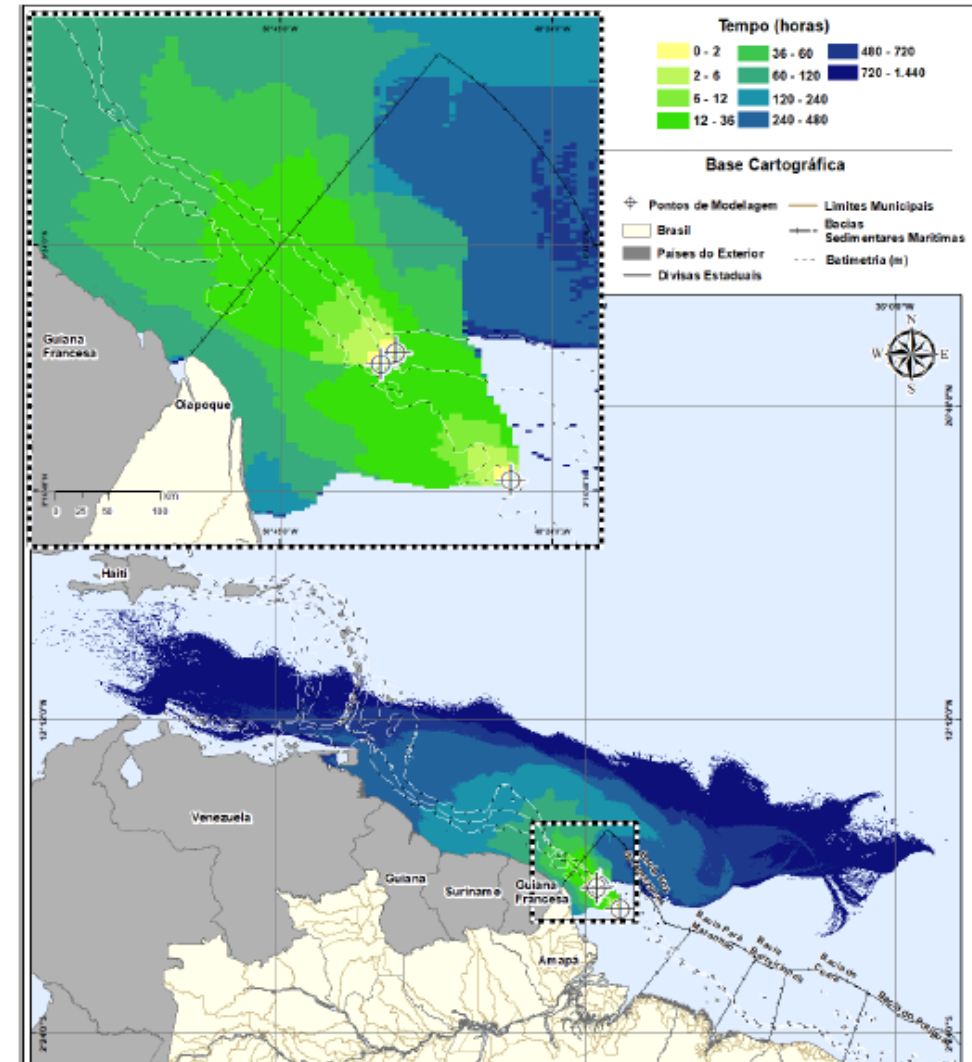 Tempo (horas)
0 - 2
2 - 6
6 - 12
12 - 36
36 - 60
60 - 120
120 - 240
240 - 480
480 - 720
720 - 1.440
Base Cartográfica
Pontos de Modelagem
Brasil
Países do Exterior
Divisas Estaduais
Limites Municipais
Bacias
Sedimentares Marítimas
Batimetria (m)
Guiana
Francesa
Oiapoque
km
0 25 50 100
N
W E
S
Haiti
Venezuela
Guiana
Suriname
Guiana
Francesa
Amapá
Bacia Pará
Maranhão
Bacia
Barreirinhas
Bacia do
Ceará